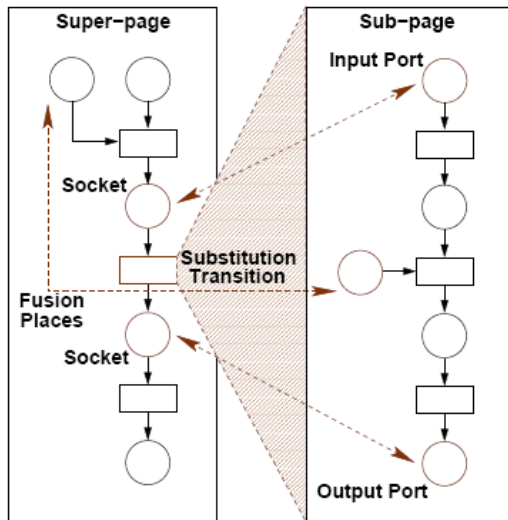 Super-page
Sub-page
Input Port
Socket
Substitution
Transition
Fusion
Places
Socket
Output Port